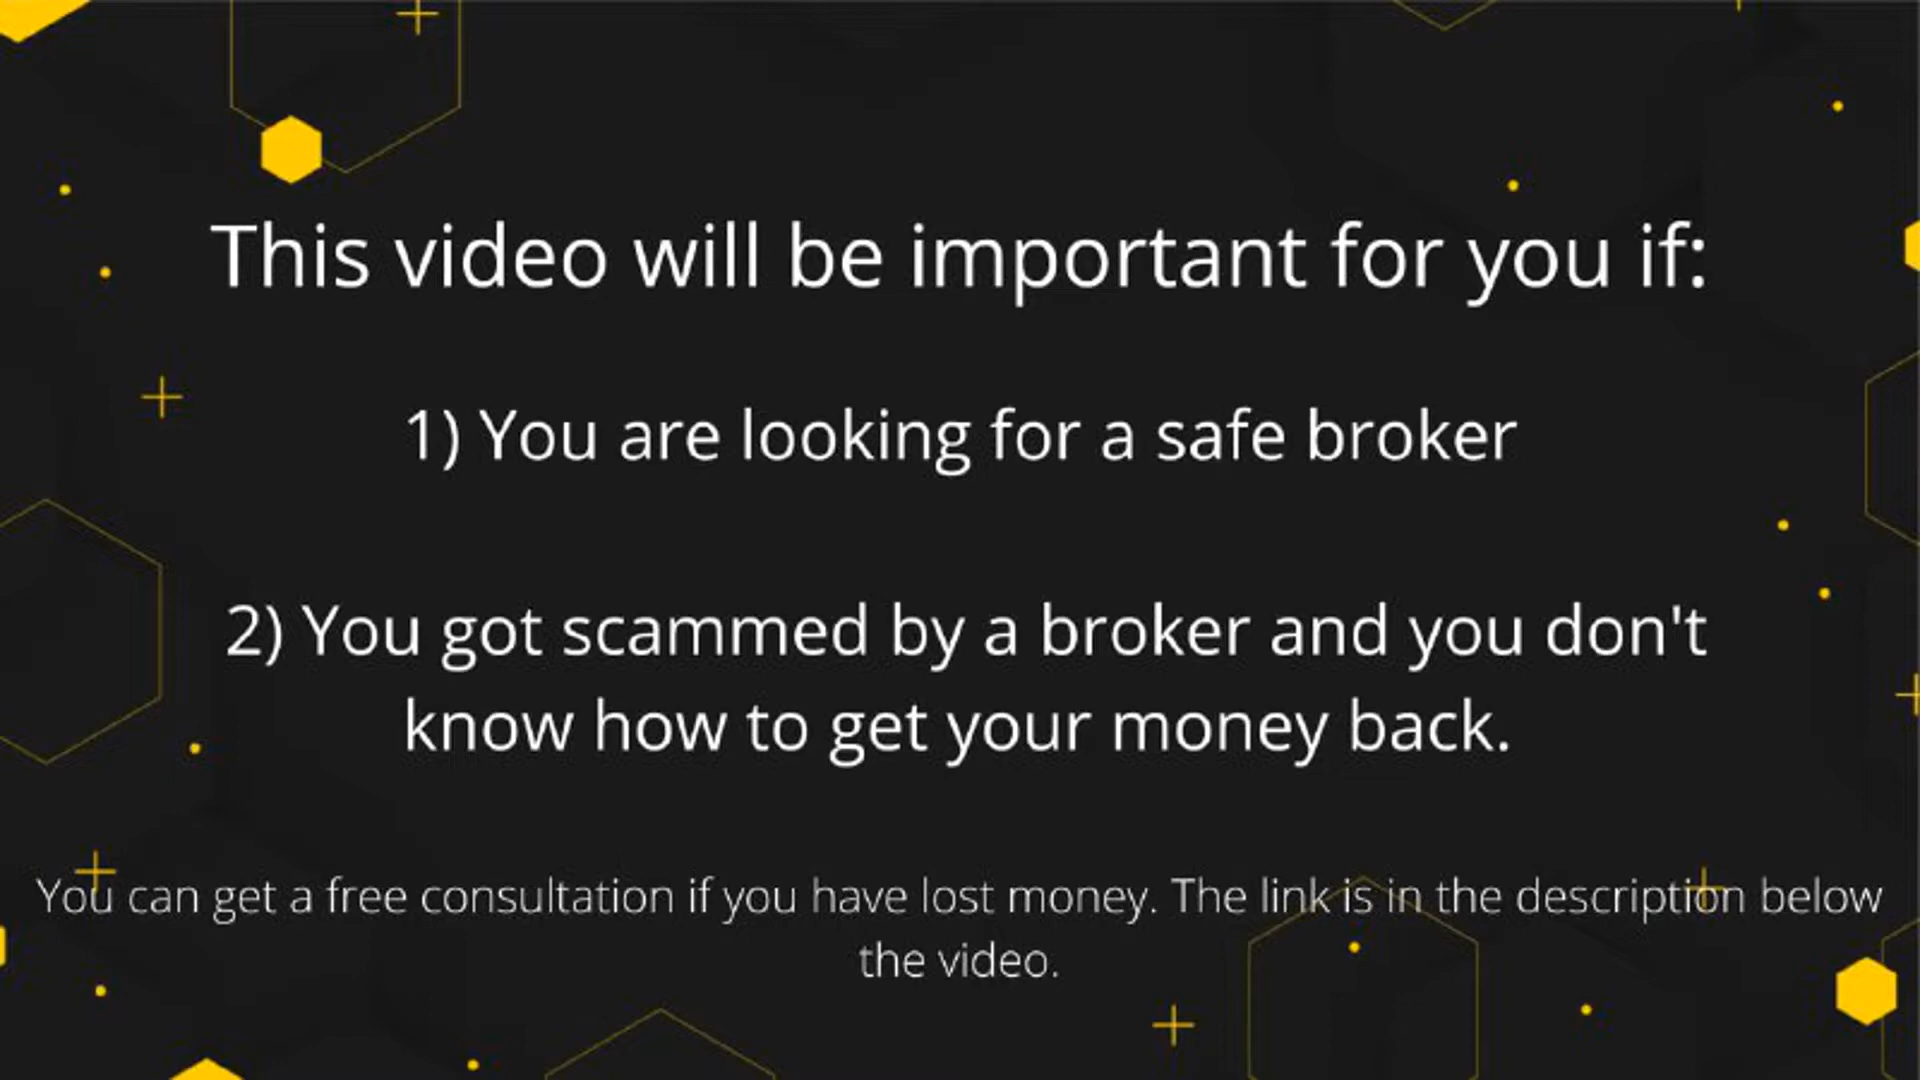 This video will be important for you if:
1) You are looking for a safe broker
2) You got scammed by a broker and you don't
know how to get your money back.
You can get a free consultation if you have lost money. The link is in the description below
the video.